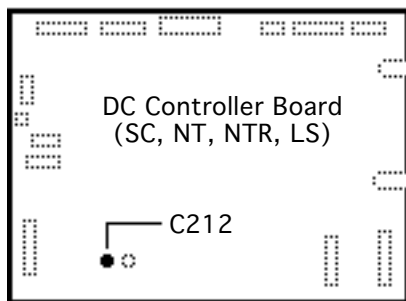 DC Controller Board
(SC, NT, NTR, LS)
C212